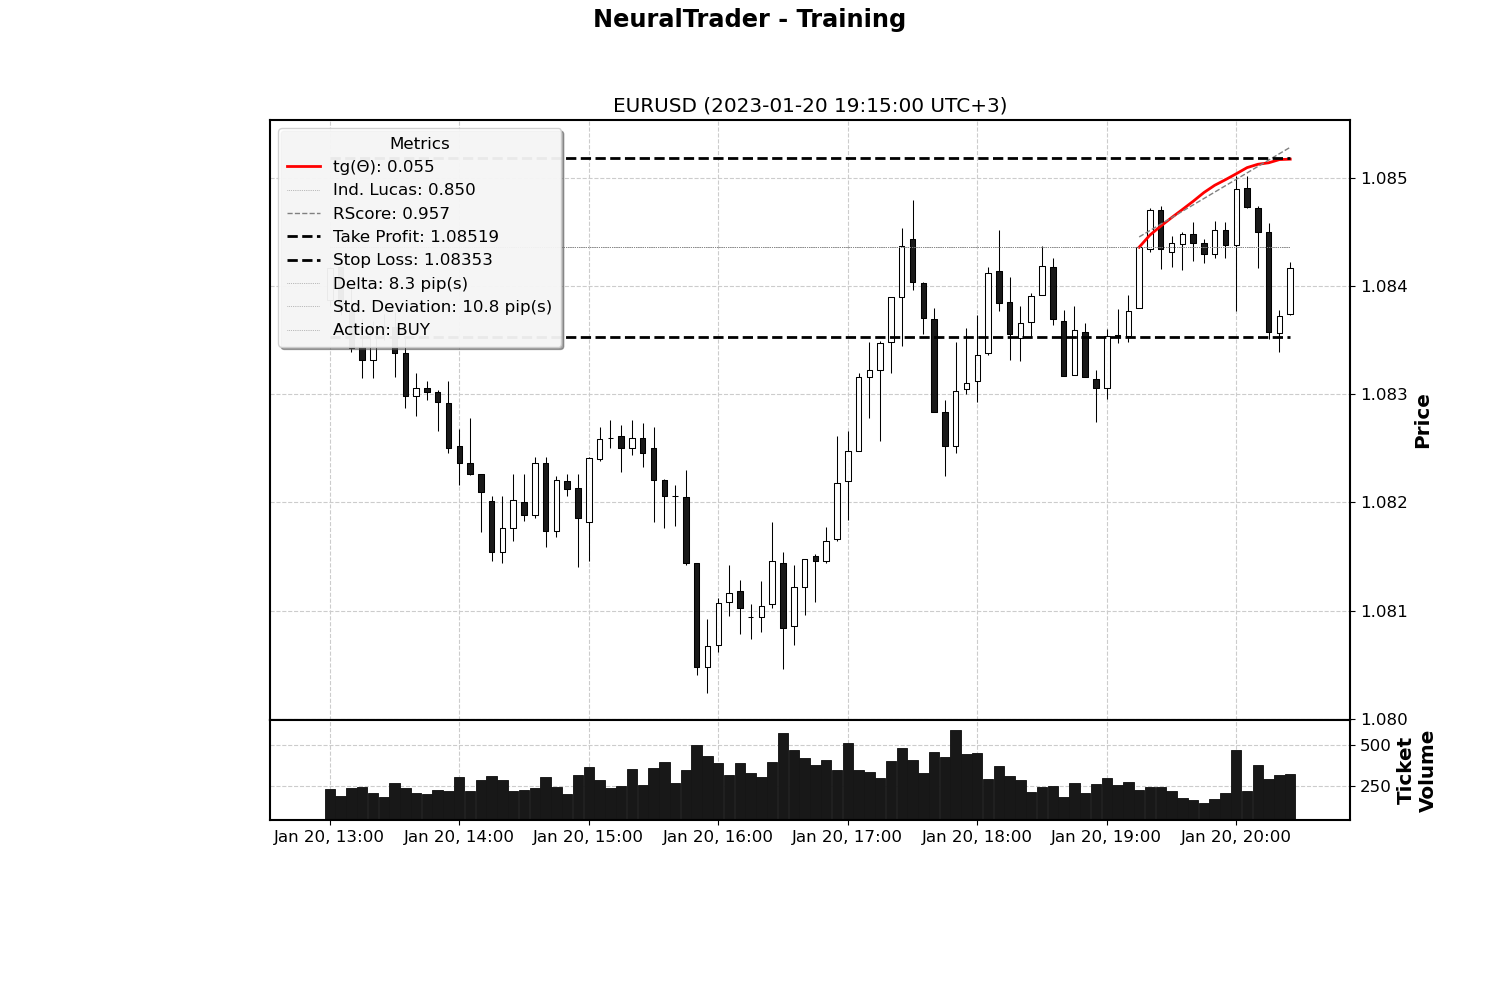 NeuralTrader - Training
EURUSD (2023-01-20 19:15:00 UTC+3)
Metrics
tg(Θ): 0.055
Ind. Lucas: 0.850
RScore: 0.957
Take Profit: 1.08519
Stop Loss: 1.08353
Delta: 8.3 pip(s)
Std. Deviation: 10.8 pip(s)
Action: BUY
1.085
1.084
1.083
1.082
1.081
1.080
Price
500
250
Ticket
Volume
Jan 20, 13:00
Jan 20, 14:00
Jan 20, 15:00
Jan 20, 16:00
Jan 20, 17:00
Jan 20, 18:00
Jan 20, 19:00
Jan 20, 20:00